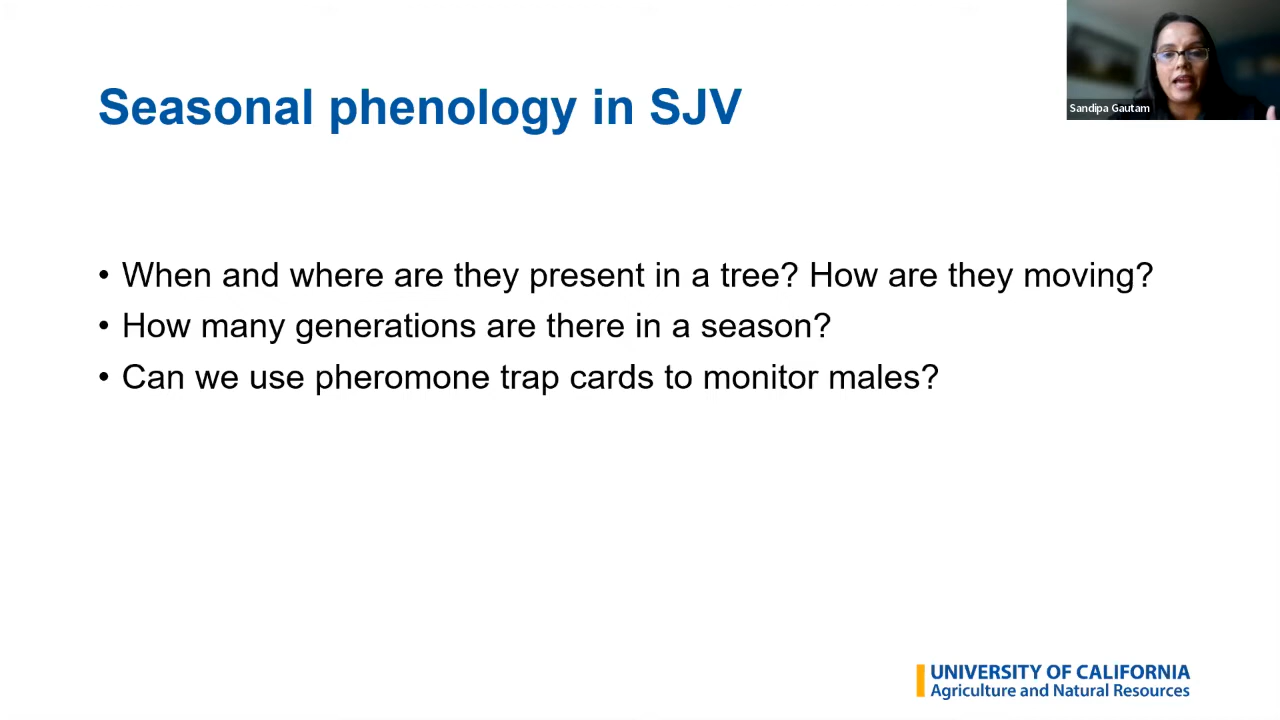 Sandipa Gautam
Seasonal phenology in SJV
• When and where are they present in a tree? How are they moving?
• How many generations are there in a season?
• Can we use pheromone trap cards to monitor males?
UNIVERSITY OF CALIFORNIA
Agriculture and Natural Resources